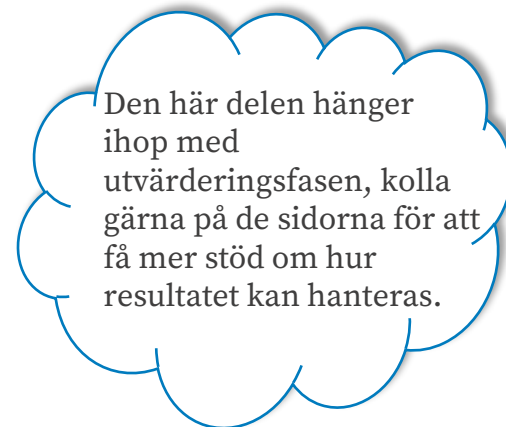 Den här delen hänger
ihop med
utvärderingsfasen, kolla
gärna på de sidorna för att
få mer stöd om hur
resultatet kan hanteras.